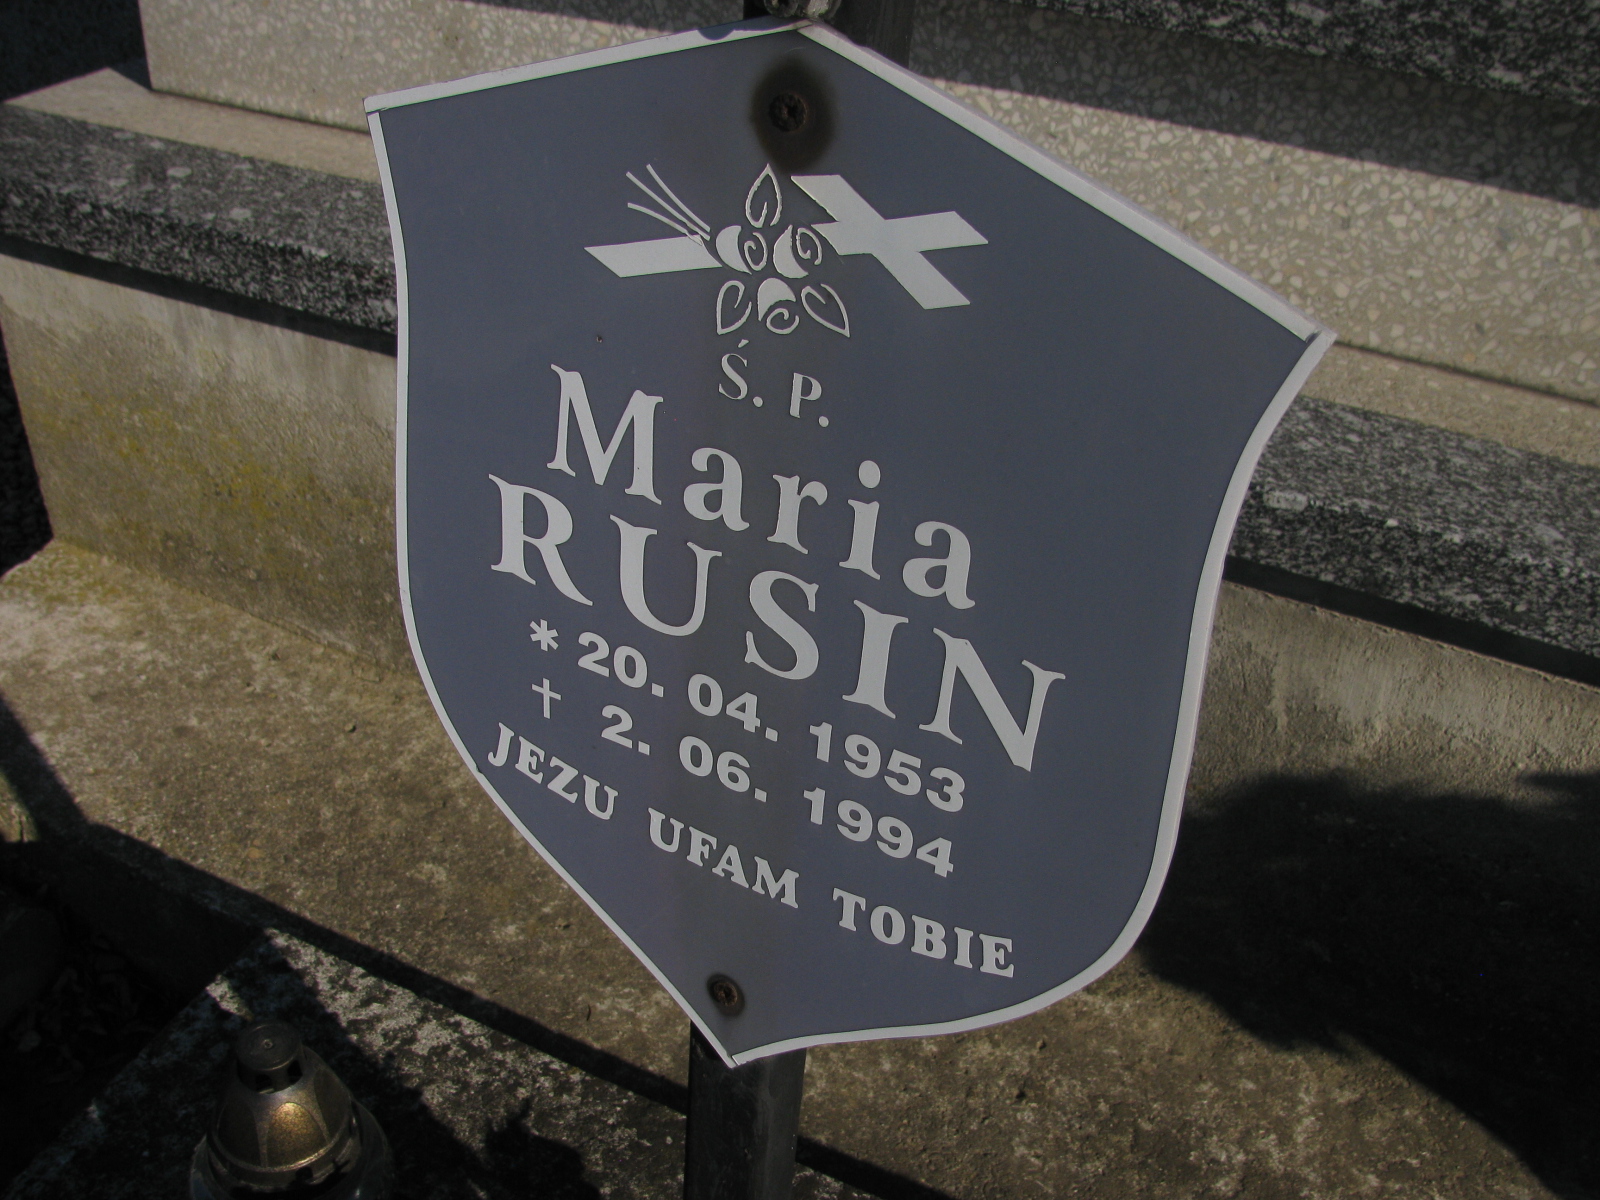 Ś. P.
Maria
RUSIN
* 20. 04. 1953
† 2. 06. 1994
JEZU UFAM TOBIE